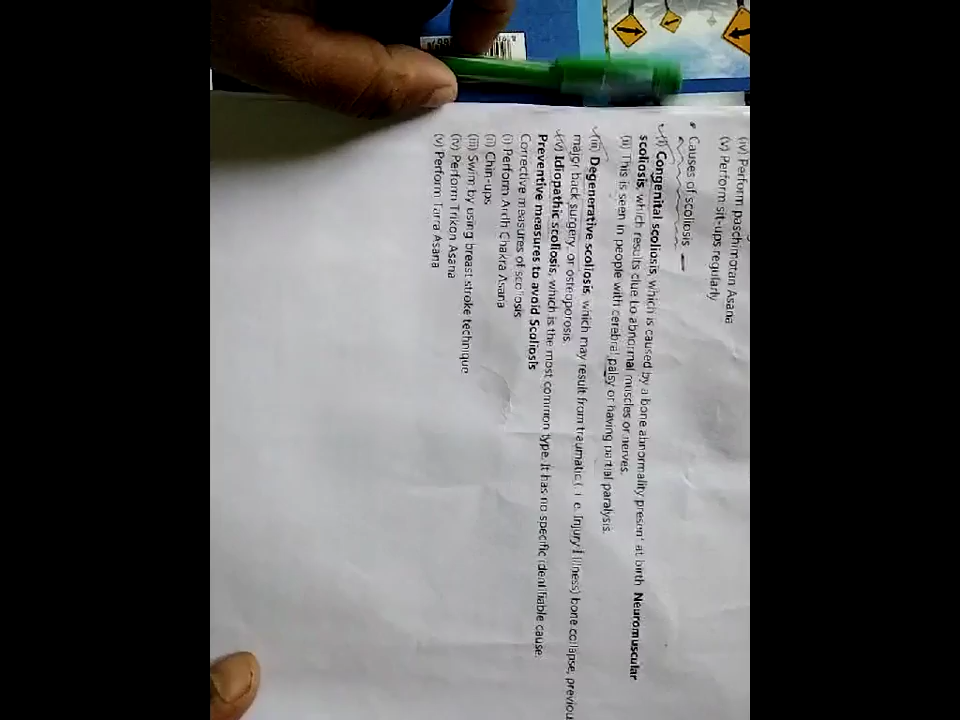 (iv) Perform paschimotan Asana
(v) Perform sit-ups regularly
• Causes of scoliosis
(i) Congenital scoliosis, which is caused by a bone abnormality present at birth Neuromuscular
scoliosis, which results due to abnormal muscles or nerves.
(ii) This is seen in people with cerebral palsy or having partial paralysis.
(iii) Degenerative scoliosis, which may result from traumatic ( i e. Injury illness) bone collapse, previou
major back surgery, or osteoporosis.
(iv) Idiopathic scoliosis, which is the most common type. It has no specific identifiable cause.
Preventive measures to avoid Scoliosis
Corrective measures of scoliosis
(i) Perform Ardh Chakra Asana
(ii) Chin-ups
(iii) Swim by using breast stroke technique
(iv) Perform Trikon Asana
(v) Perform Tarra Asana